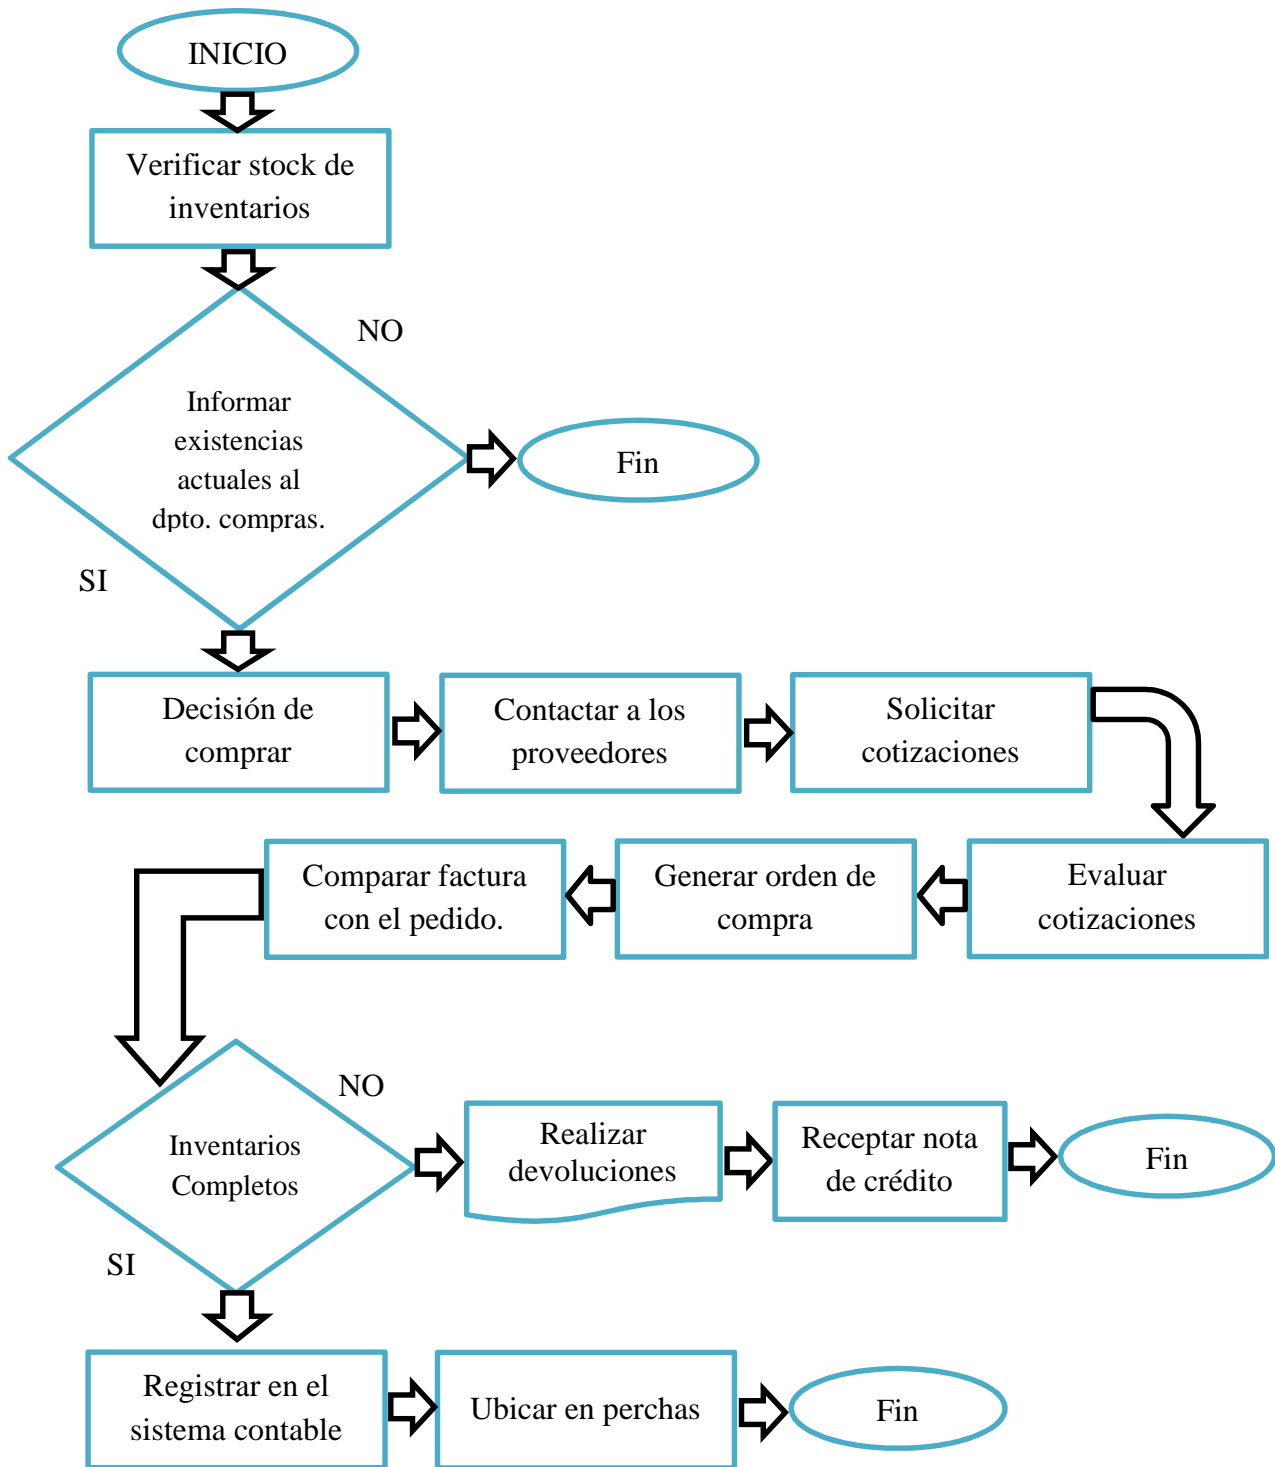 INICIO
Verificar stock de
inventarios
NO
Informar
existencias
actuales al
dpto. compras.
Fin
SI
Decisión de
comprar
Contactar a los
proveedores
Solicitar
cotizaciones
Evaluar
cotizaciones
Generar orden de
compra
Comparar factura
con el pedido.
NO
Inventarios
Completos
Realizar
devoluciones
Receptar nota
de crédito
Fin
SI
Registrar en el
sistema contable
Ubicar en perchas
Fin